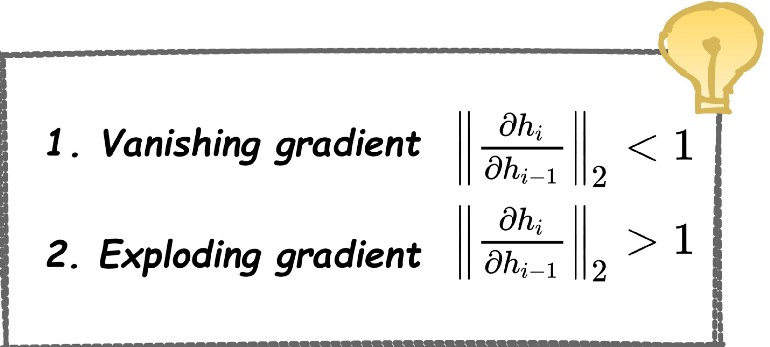 1. Vanishing gradient $\left\| \frac{\partial h_i}{\partial h_{i-1}} \right\|_2 < 1$
2. Exploding gradient $\left\| \frac{\partial h_i}{\partial h_{i-1}} \right\|_2 > 1$